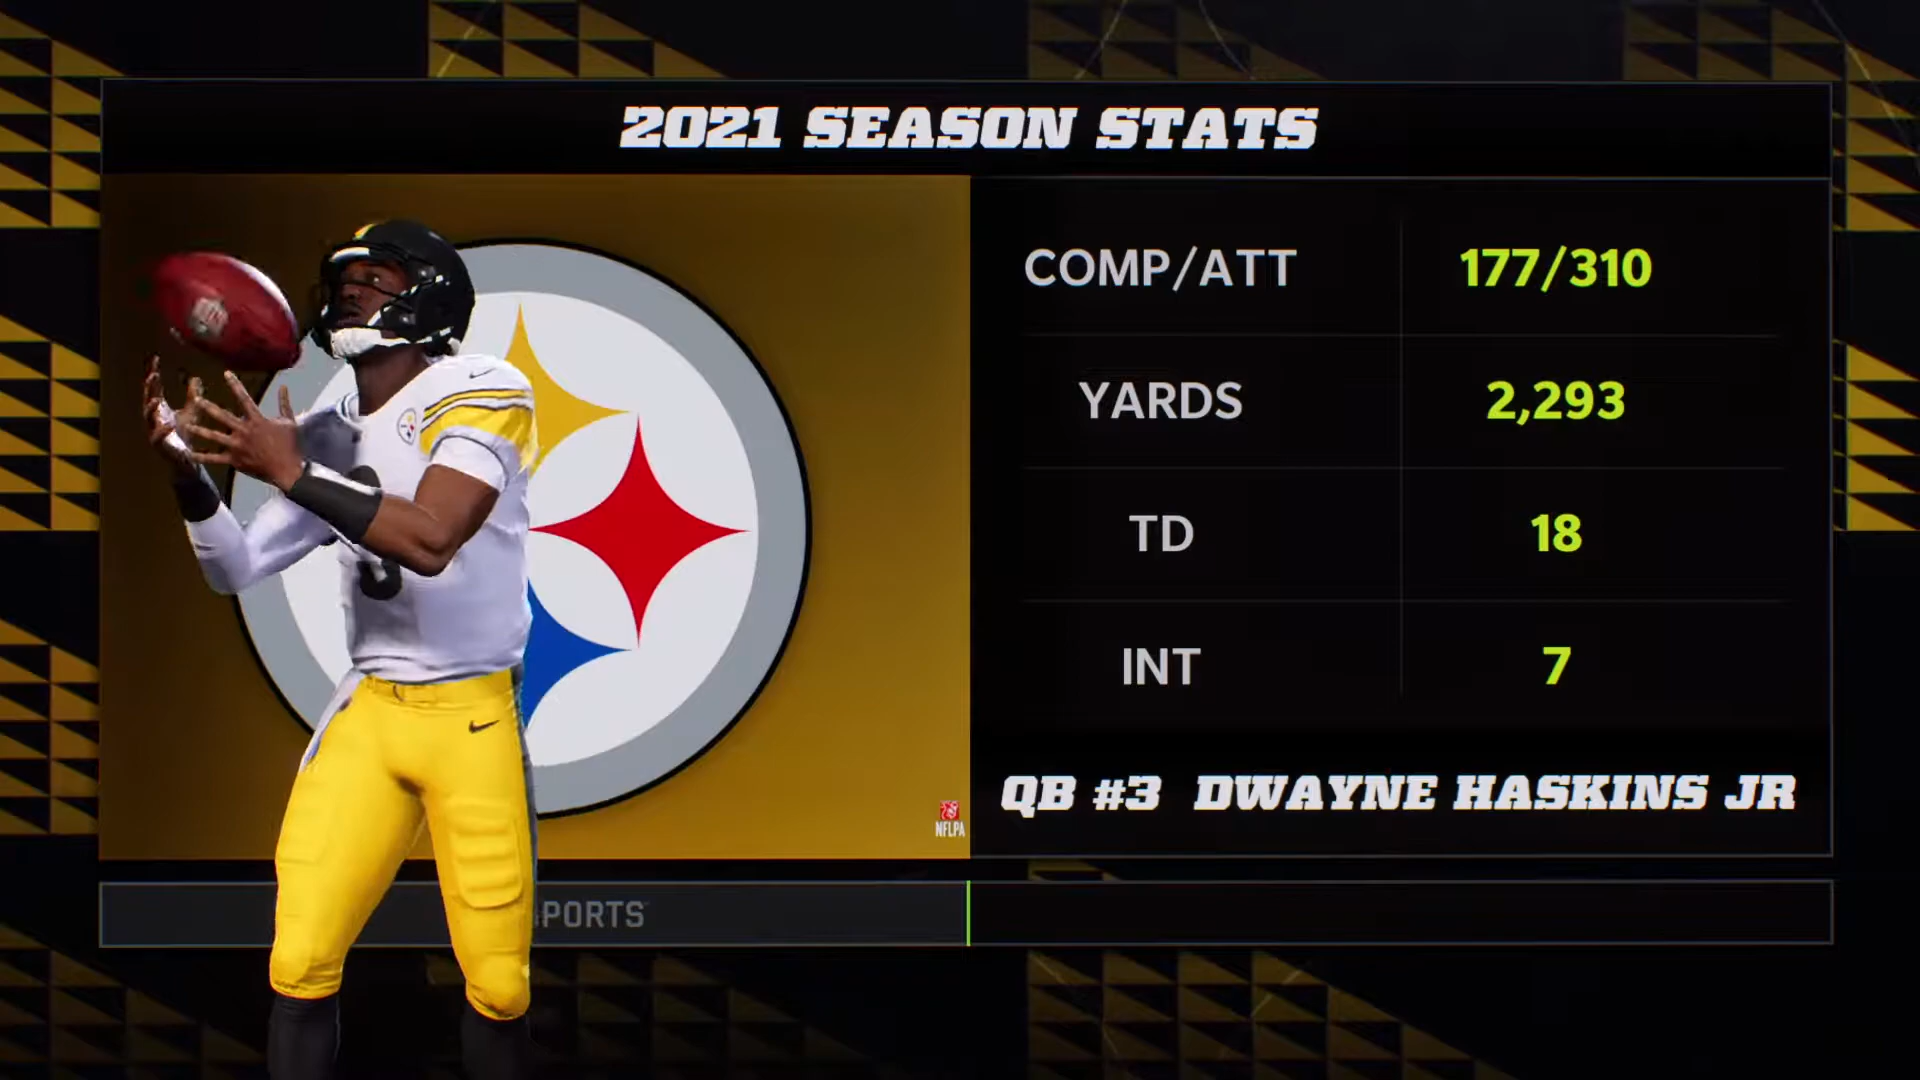 2021 SEASON STATS
COMP/ATT 177/310
YARDS 2,293
TD 18
INT 7
NFLPA
QB #3 DWAYNE HASKINS JR
PORTS
3